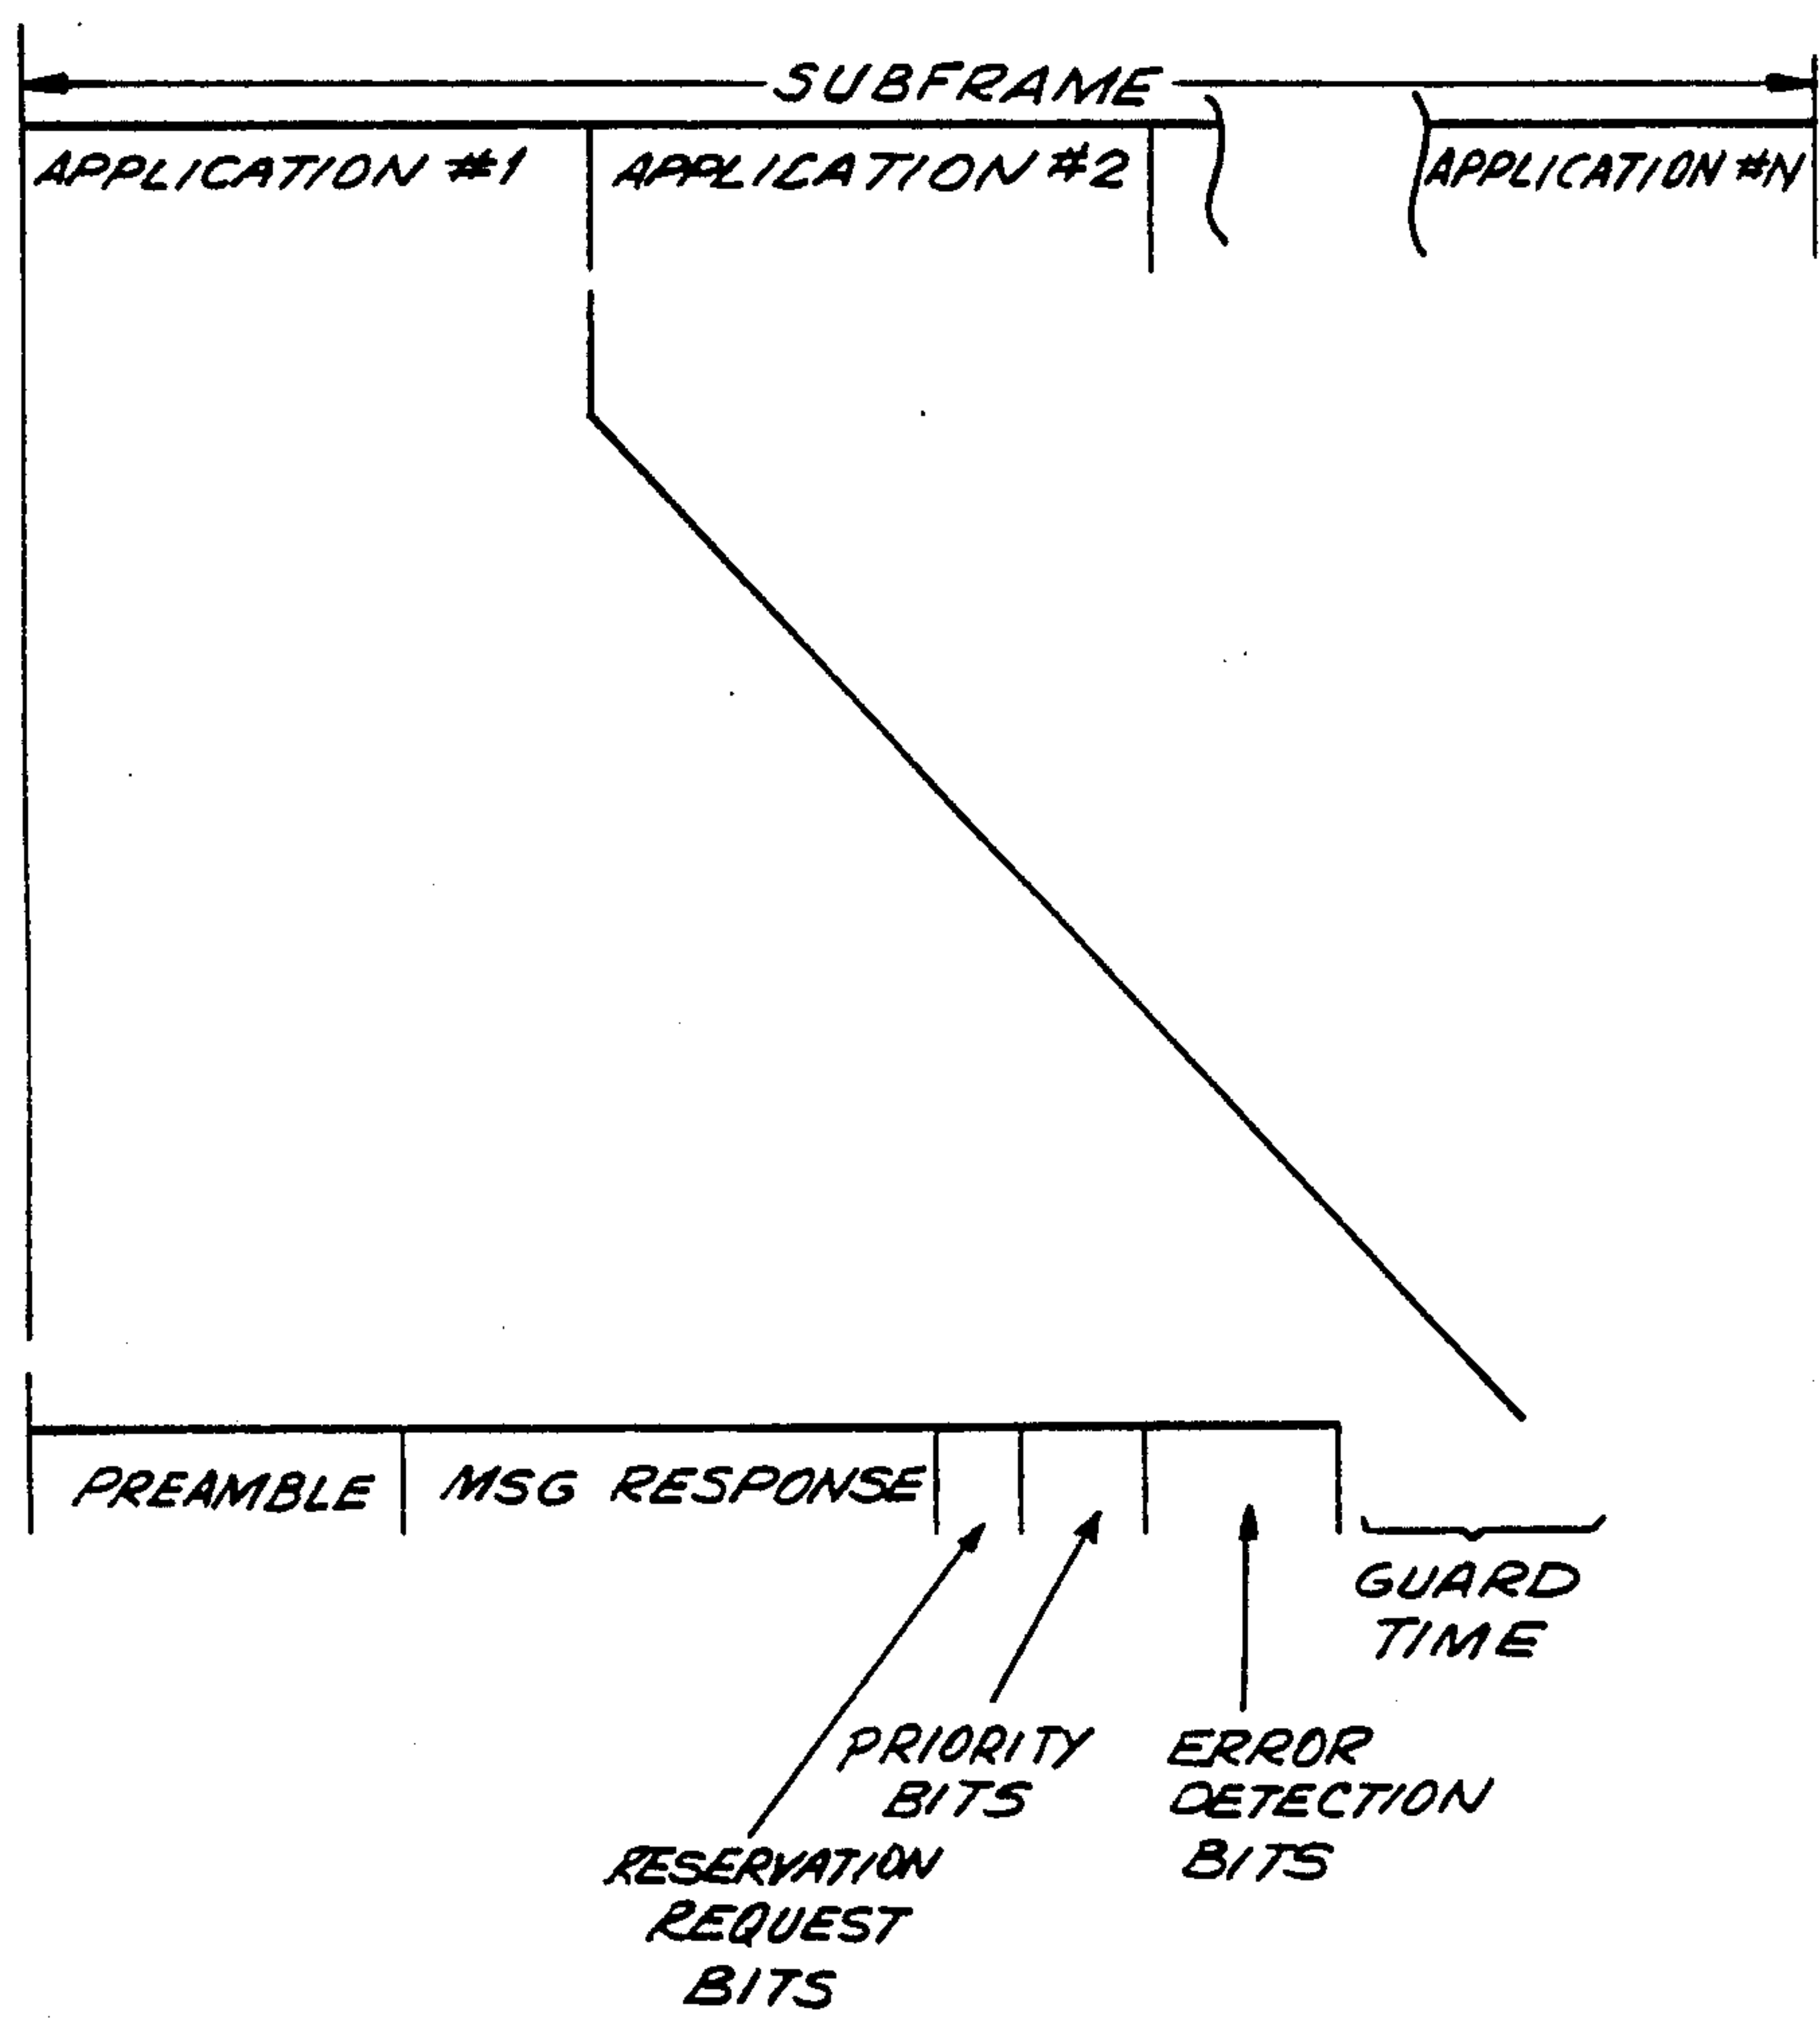 SUBFRAME
APPLICATION #1 APPLICATION #2 APPLICATION #N
PREAMBLE MSG RESPONSE
GUARD
TIME
PRIORITY
BITS
ERROR
DETECTION
BITS
RESERVATION
REQUEST
BITS